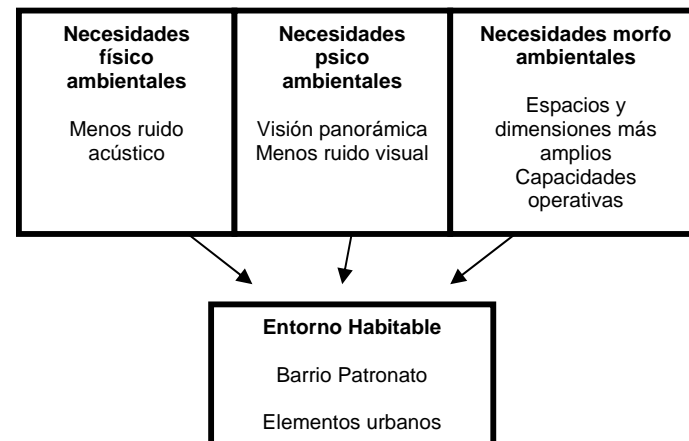 Necesidades
físico
ambientales
Menos ruido
acústico
Necesidades
psico
ambientales
Visión panorámica
Menos ruido visual
Necesidades morfo
ambientales
Espacios y
dimensiones más
amplios
Capacidades
operativas
Entorno Habitable
Barrio Patronato
Elementos urbanos